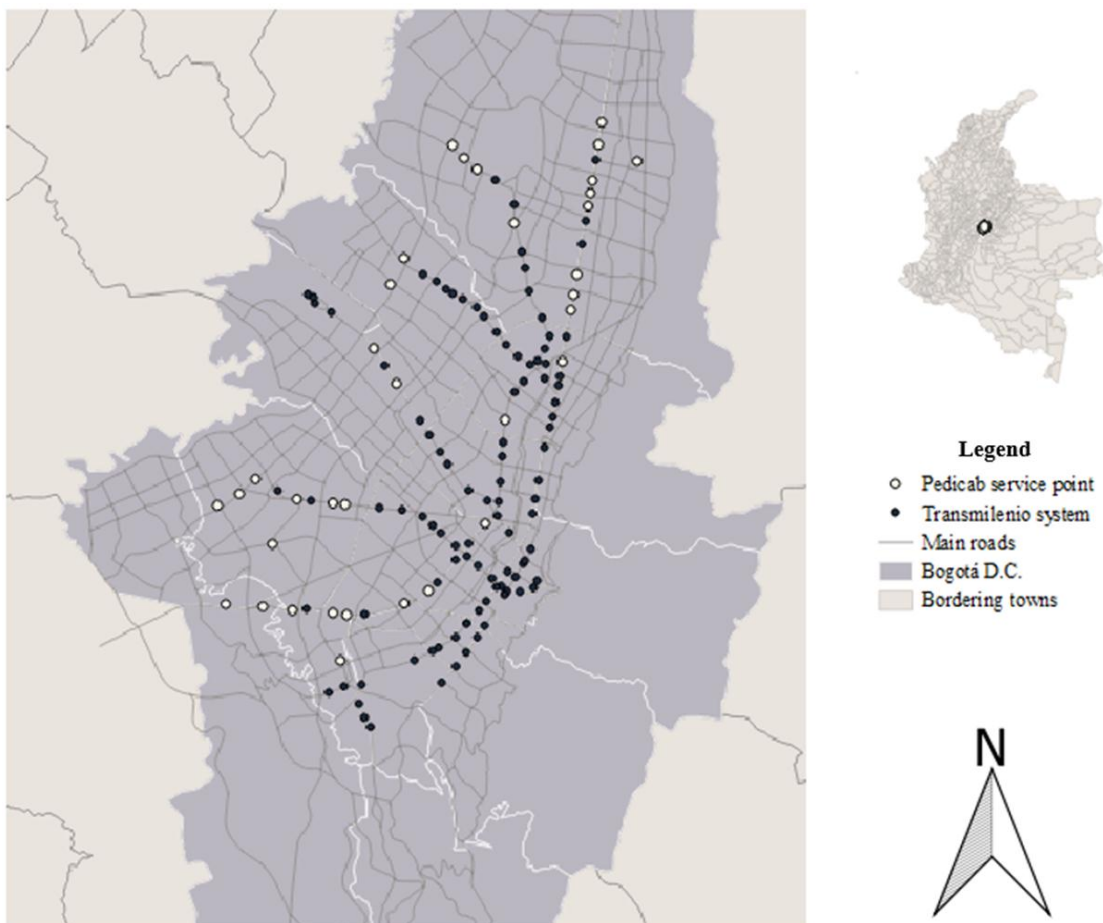 Legend
Pedicab service point
Transmilenio system
Main roads
Bogotá D.C.
Bordering towns
N